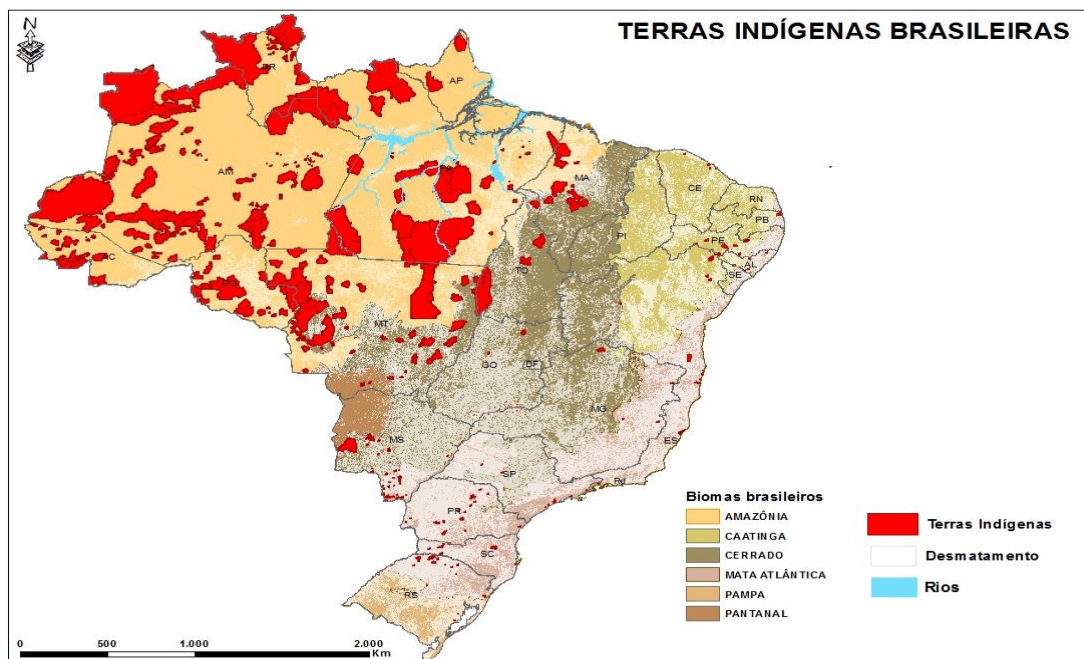 TERRAS INDÍGENAS BRASILEIRAS
N
RR
AP
AM
PA
MA
CE
RN
PB
PE
AL
SE
PI
AC
RO
TO
MT
GO
DF
MG
ES
MS
SP
RJ
PR
SC
RS
Biomas brasileiros
AMAZÔNIA
CAATINGA
CERRADO
MATA ATLÂNTICA
PAMPA
PANTANAL
Terras Indígenas
Desmatamento
Rios
0 500 1.000 2.000
Km